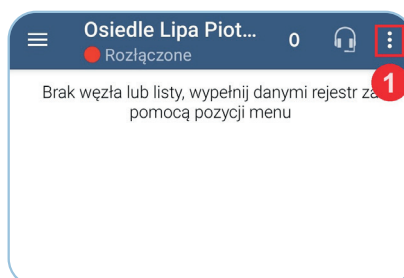 Osiedle Lipa Piot...
0
Rozłączone
Brak węzła lub listy, wypełnij danymi rejestr za
1
pomocą pozycji menu